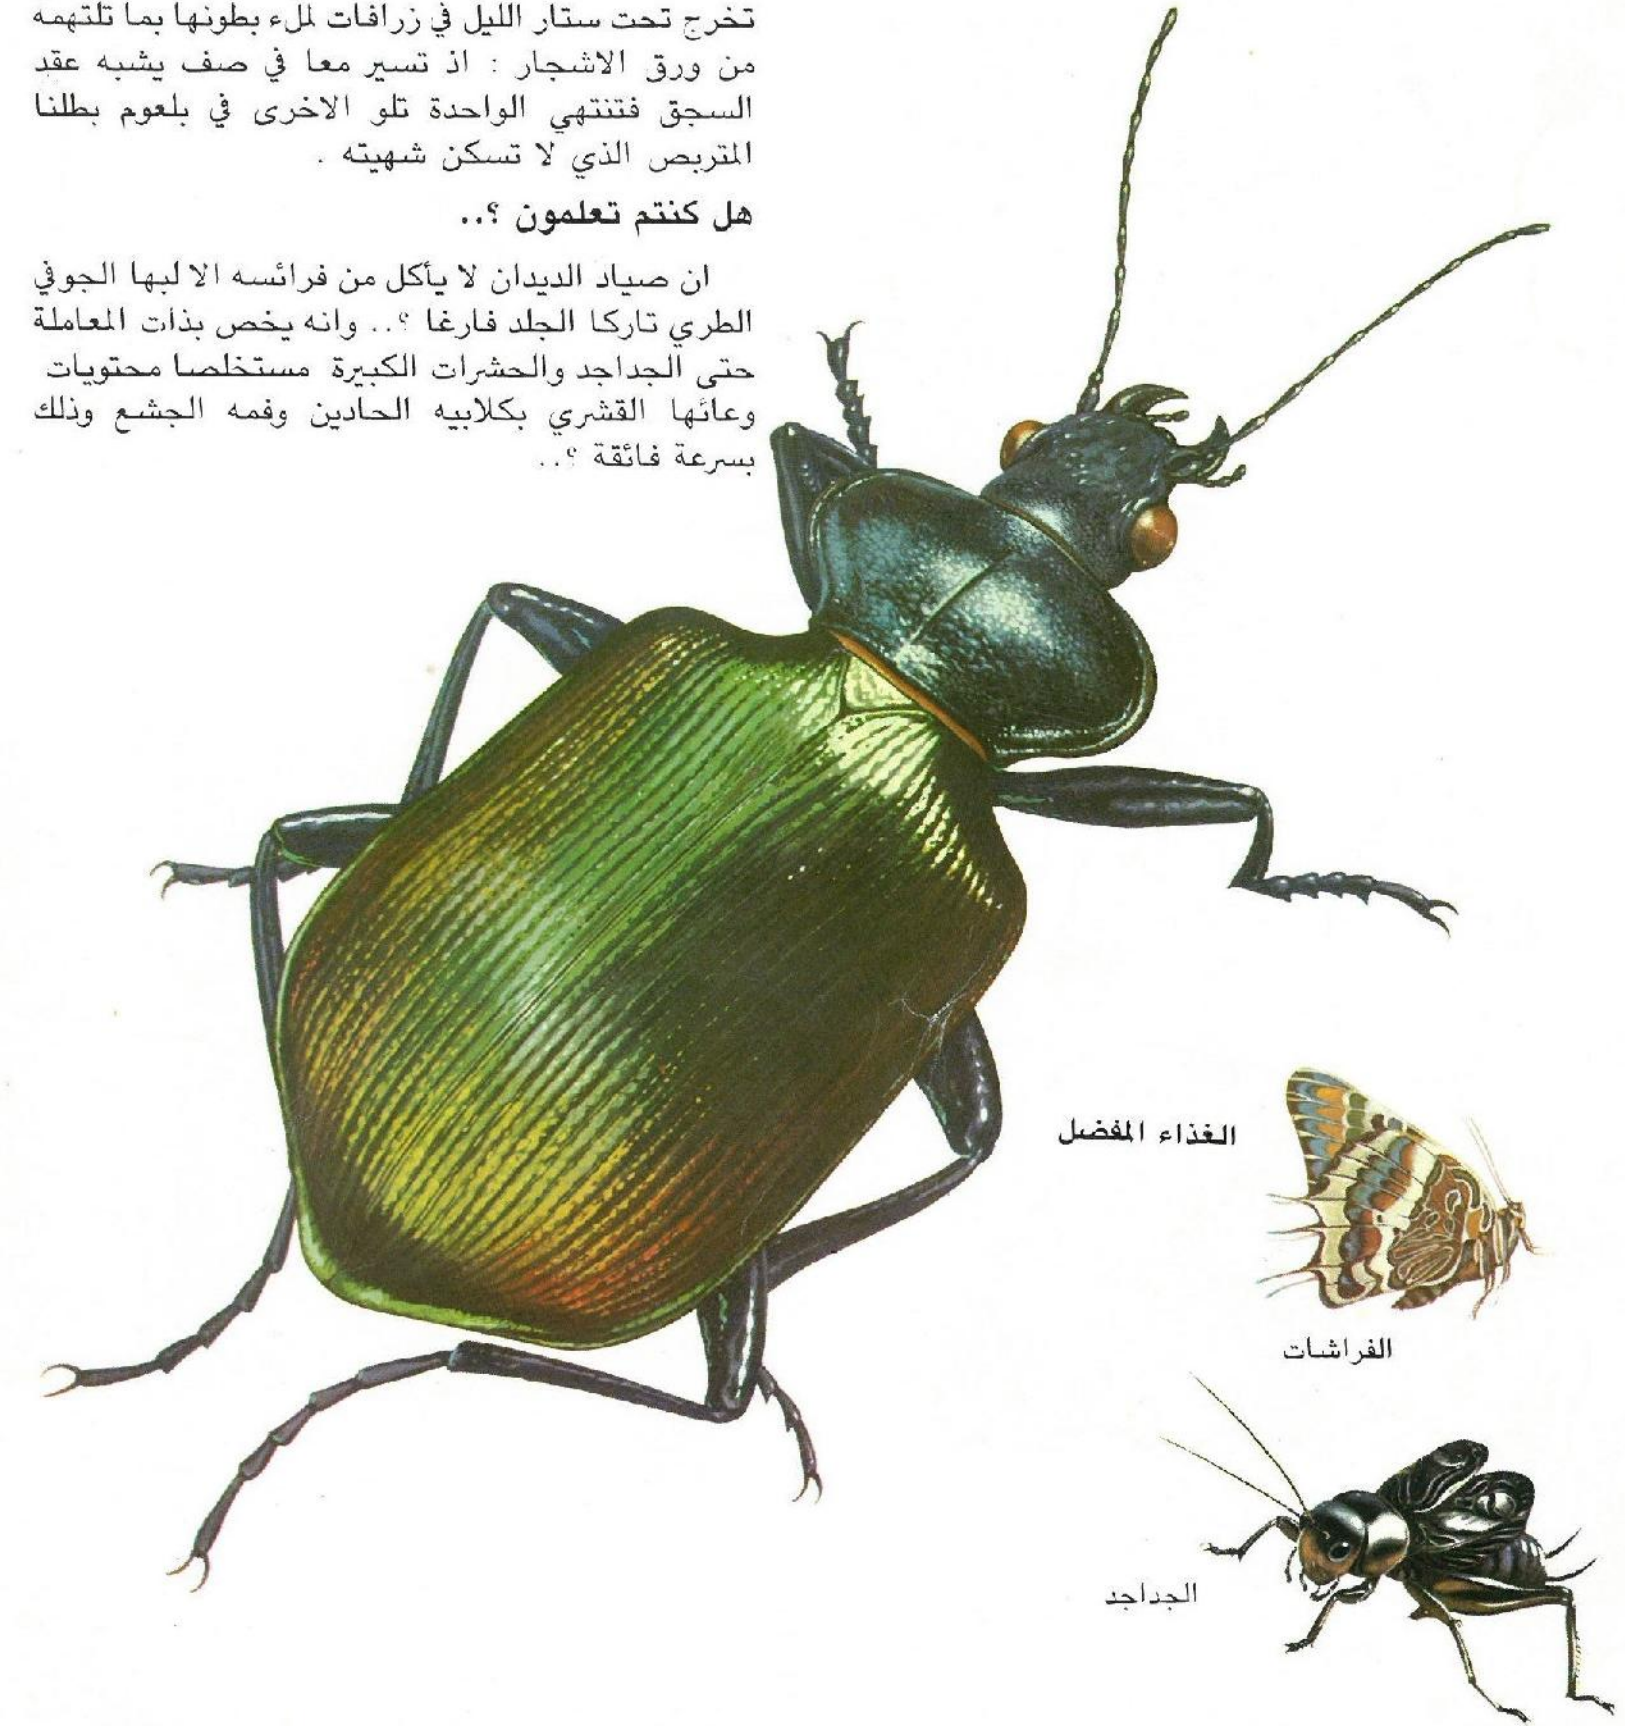 تخرج تحت ستار الليل في زرافات لملء بطونها بما تلتهمه
من ورق الاشجار : اذ تسير معا في صف يشبه عقد
السجق فتنتهي الواحدة تلو الاخرى في بلعوم بطلنا
المتربص الذي لا تسكن شهيته .
هل كنتم تعلمون ؟..
ان صياد الديدان لا يأكل من فرائسه الا لبها الجوفي
الطري تاركا الجلد فارغا ؟.. وانه يخص بذات المعاملة
حتى الجداجد والحشرات الكبيرة مستخلصا محتويات
وعائها القشري بكلابيه الحادين وفمه الجشع وذلك
بسرعة فائقة ؟..
الغذاء المفضل
الفراشات
الجداجد